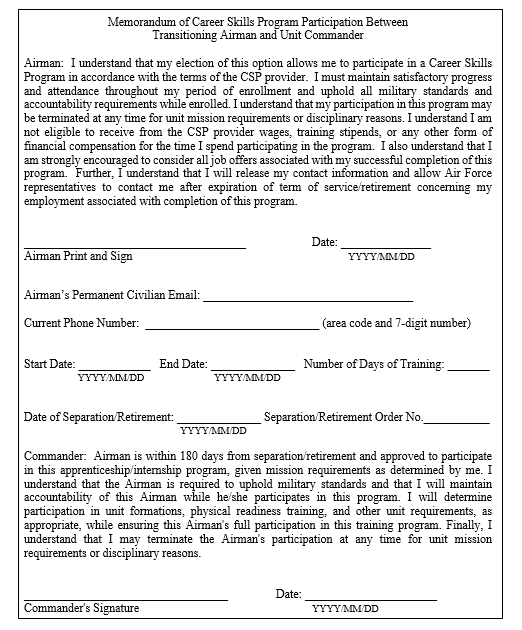 Memorandum of Career Skills Program Participation Between
Transitioning Airman and Unit Commander
Airman: I understand that my election of this option allows me to participate in a Career Skills
Program in accordance with the terms of the CSP provider. I must maintain satisfactory progress
and attendance throughout my period of enrollment and uphold all military standards and
accountability requirements while enrolled. I understand that my participation in this program may
be terminated at any time for unit mission requirements or disciplinary reasons. I understand I am
not eligible to receive from the CSP provider wages, training stipends, or any other form of
financial compensation for the time I spend participating in the program. I also understand that I
am strongly encouraged to consider all job offers associated with my successful completion of this
program. Further, I understand that I will release my contact information and allow Air Force
representatives to contact me after expiration of term of service/retirement concerning my
employment associated with completion of this program.
Date:
Airman Print and Sign YYYY/MM/DD
Airman's Permanent Civilian Email:
Current Phone Number: (area code and 7-digit number)
Start Date: End Date: Number of Days of Training:
YYYY/MM/DD YYYY/MM/DD
Date of Separation/Retirement: Separation/Retirement Order No.
YYYY/MM/DD
Commander: Airman is within 180 days from separation/retirement and approved to participate
in this apprenticeship/internship program, given mission requirements as determined by me. I
understand that the Airman is required to uphold military standards and that I will maintain
accountability of this Airman while he/she participates in this program. I will determine
participation in unit formations, physical readiness training, and other unit requirements, as
appropriate, while ensuring this Airman's full participation in this training program. Finally, I
understand that I may terminate the Airman's participation at any time for unit mission
requirements or disciplinary reasons.
Date:
Commander's Signature YYYY/MM/DD